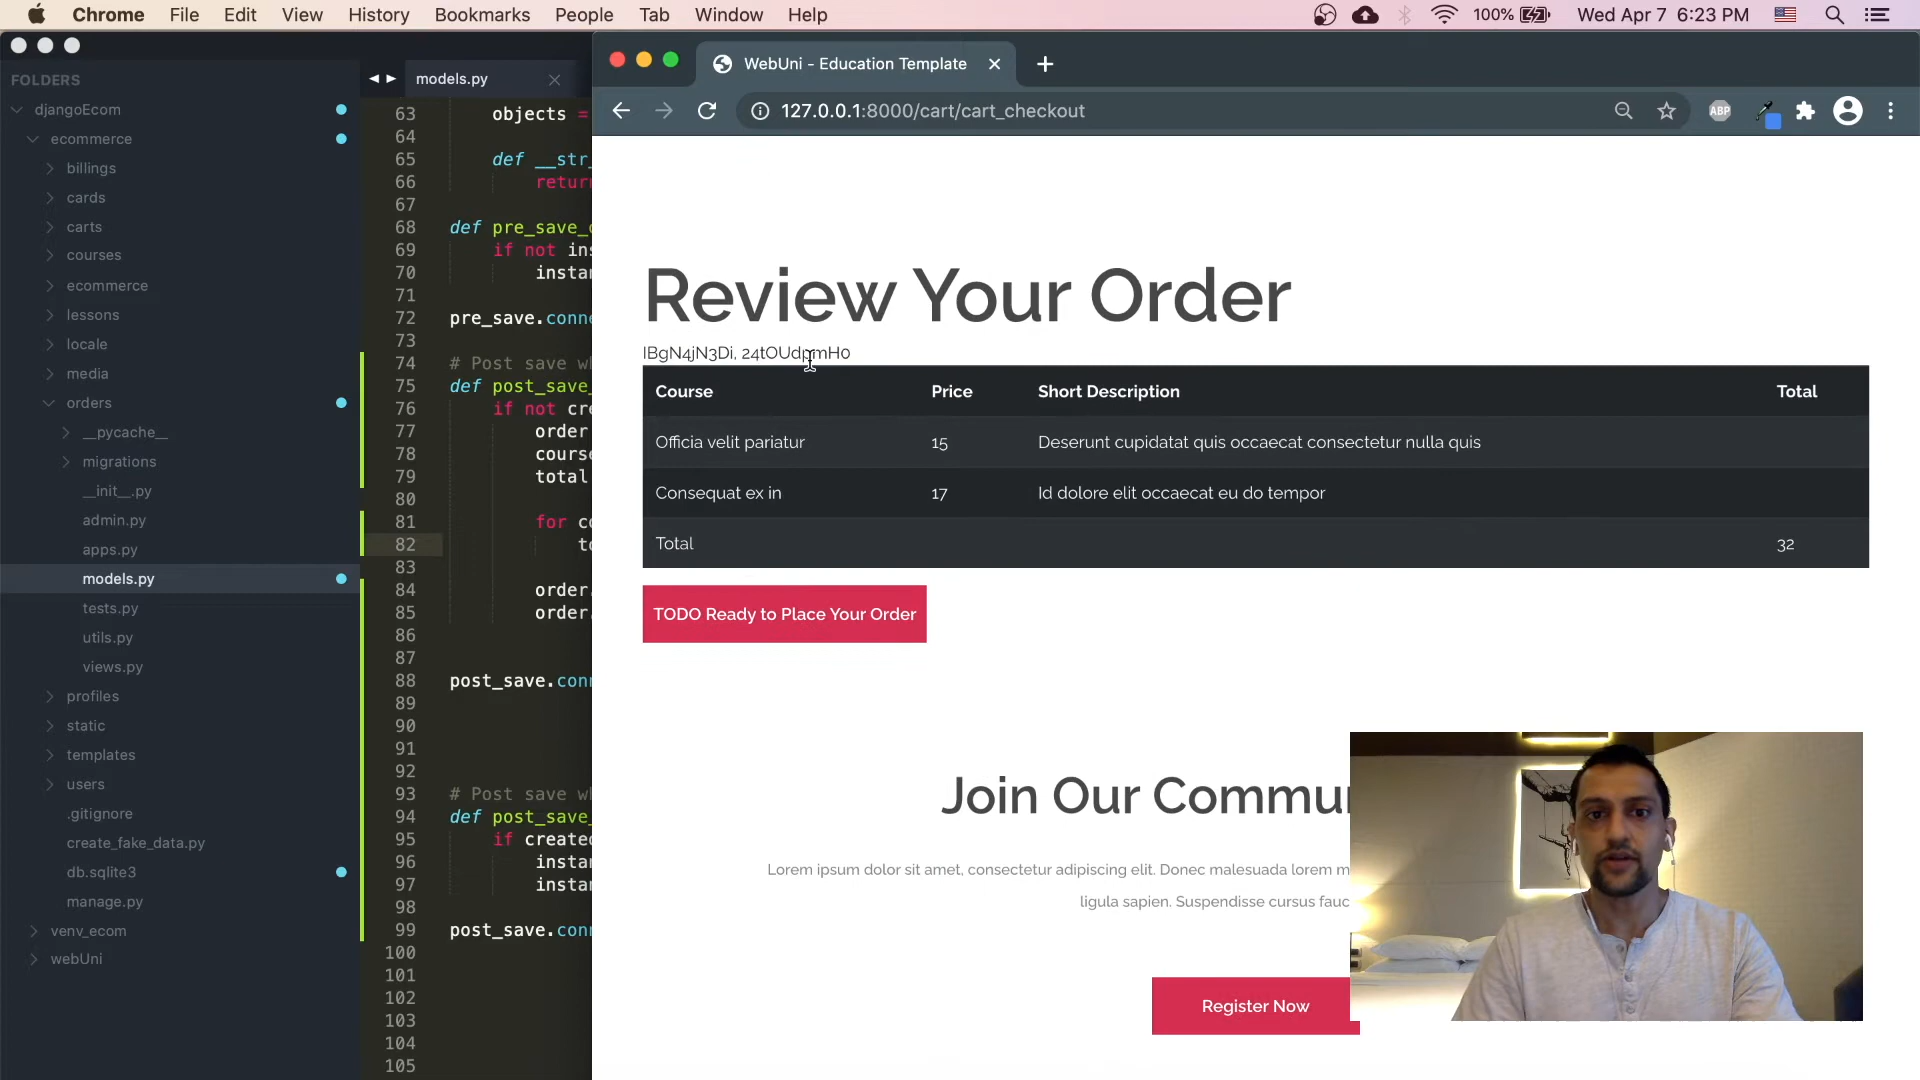 Chrome File Edit View History Bookmarks People Tab Window Help 100% Wed Apr 7 6:23 PM
FOLDERS
djangoEcom
ecommerce
billings
cards
carts
courses
ecommerce
lessons
locale
media
orders
__pycache__
migrations
__init__.py
admin.py
apps.py
models.py
tests.py
utils.py
views.py
profiles
static
templates
users
.gitignore
create_fake_data.py
db.sqlite3
manage.py
venv_ecom
webUni
models.py
63 objects =
64
65 def __str_
66 return
67
68 def pre_save_
69 if not ins
70 instan
71
72 pre_save.conne
73
74 # Post save wh
75 def post_save_
76 if not cre
77 order
78 course
79 total
80
81 for co
82 to
83
84 order.
85 order.
86
87
88 post_save.conn
89
90
91
92
93 # Post save wh
94 def post_save_
95 if created
96 instan
97 instan
98
99 post_save.conn
100
101
102
103
104
105
WebUni - Education Template
127.0.0.1:8000/cart/cart_checkout
ABP
Review Your Order
IBgN4jN3Di, 24tOUdpmH0
Course Price Short Description Total
Officia velit pariatur 15 Deserunt cupidatat quis occaecat consectetur nulla quis
Consequat ex in 17 Id dolore elit occaecat eu do tempor
Total 32
TODO Ready to Place Your Order
Join Our Commu
Lorem ipsum dolor sit amet, consectetur adipiscing elit. Donec malesuada lorem m
ligula sapien. Suspendisse cursus fauc
Register Now